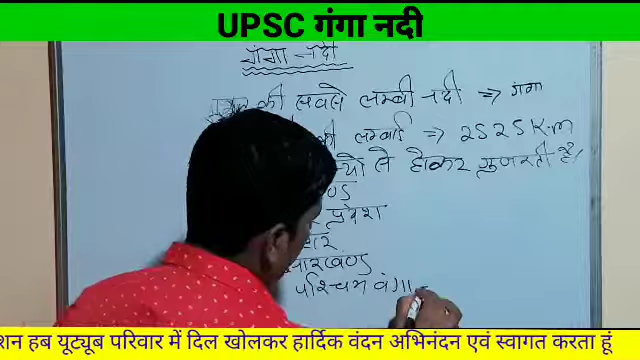 UPSC गंगा नदी
गंगा नदी
की सबसे लम्बी नदी ⇒ गंगा
की लम्बाई ⇒ 2525 K.m
से होकर गुजरती है।
प्रदेश
झारखण्ड
पश्चिम बंगा
शन हब यूट्यूब परिवार में दिल खोलकर हार्दिक वंदन अभिनंदन एवं स्वागत करता हूं